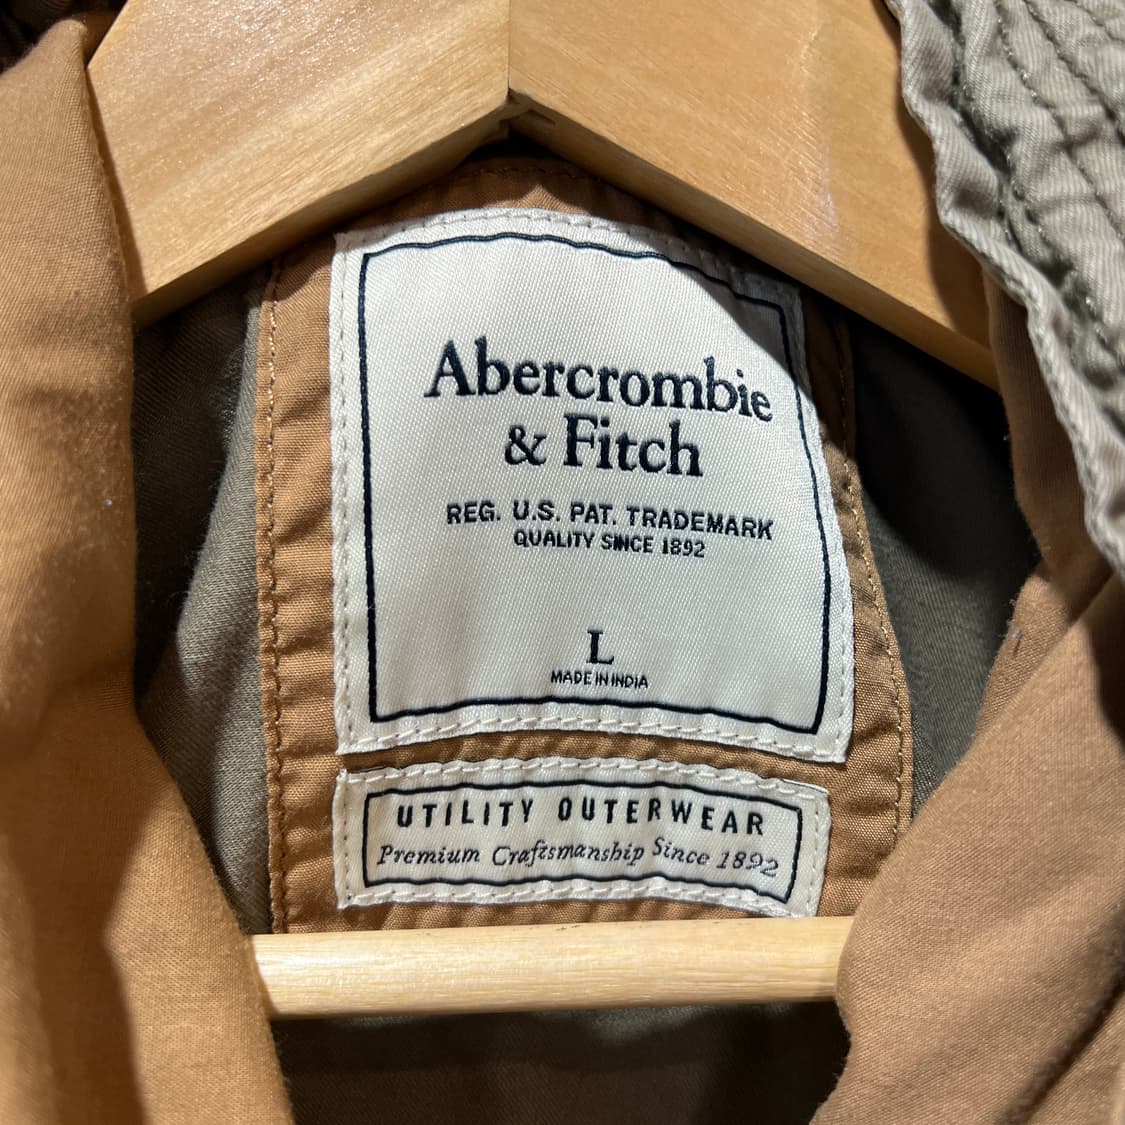 Abercrombie
& Fitch
REG. U.S. PAT. TRADEMARK
QUALITY SINCE 1892
L
MADE IN INDIA
UTILITY OUTERWEAR
Premium Craftsmanship Since 1892